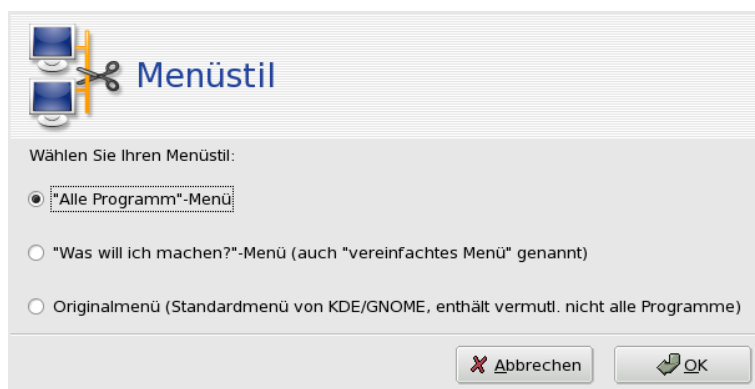 Menüstil
Wählen Sie Ihren Menüstil:
"Alle Programm"-Menü
"Was will ich machen?"-Menü (auch "vereinfachtes Menü" genannt)
Originalmenü (Standardmenü von KDE/GNOME, enthält vermutl. nicht alle Programme)
Abbrechen
OK